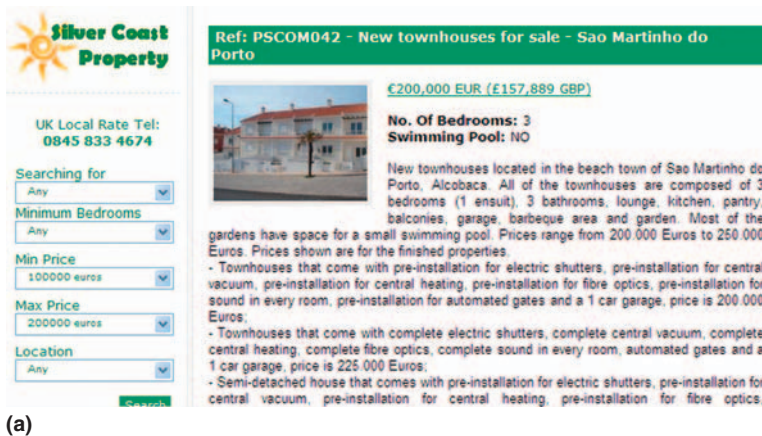 Silver Coast
Property
UK Local Rate Tel:
0845 833 4674
Searching for
Any
Minimum Bedrooms
Any
Min Price
100000 euros
Max Price
200000 euros
Location
Any
Search
Ref: PSCOM042 - New townhouses for sale - Sao Martinho do
Porto
€200,000 EUR (£157,889 GBP)
No. Of Bedrooms: 3
Swimming Pool: NO
New townhouses located in the beach town of Sao Martinho do
Porto, Alcobaca. All of the townhouses are composed of 3
bedrooms (1 ensuit), 3 bathrooms, lounge, kitchen, pantry,
balconies, garage, barbeque area and garden. Most of the
gardens have space for a small swimming pool. Prices range from 200.000 Euros to 250.000
Euros. Prices shown are for the finished properties.
- Townhouses that come with pre-installation for electric shutters, pre-installation for central
vacuum, pre-installation for central heating, pre-installation for fibre optics, pre-installation for
sound in every room, pre-installation for automated gates and a 1 car garage, price is 200.000
Euros;
- Townhouses that come with complete electric shutters, complete central vacuum, complete
central heating, complete fibre optics, complete sound in every room, automated gates and a
1 car garage, price is 225.000 Euros;
- Semi-detached house that comes with pre-installation for electric shutters, pre-installation for
central vacuum, pre-installation for central heating, pre-installation for fibre optics,
(a)